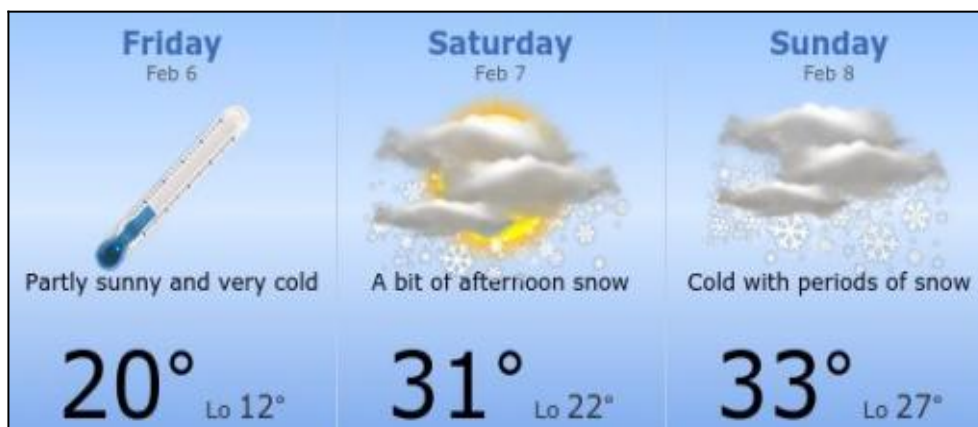 Friday
Feb 6
Partly sunny and very cold
20° Lo 12°
Saturday
Feb 7
A bit of afternoon snow
31° Lo 22°
Sunday
Feb 8
Cold with periods of snow
33° Lo 27°